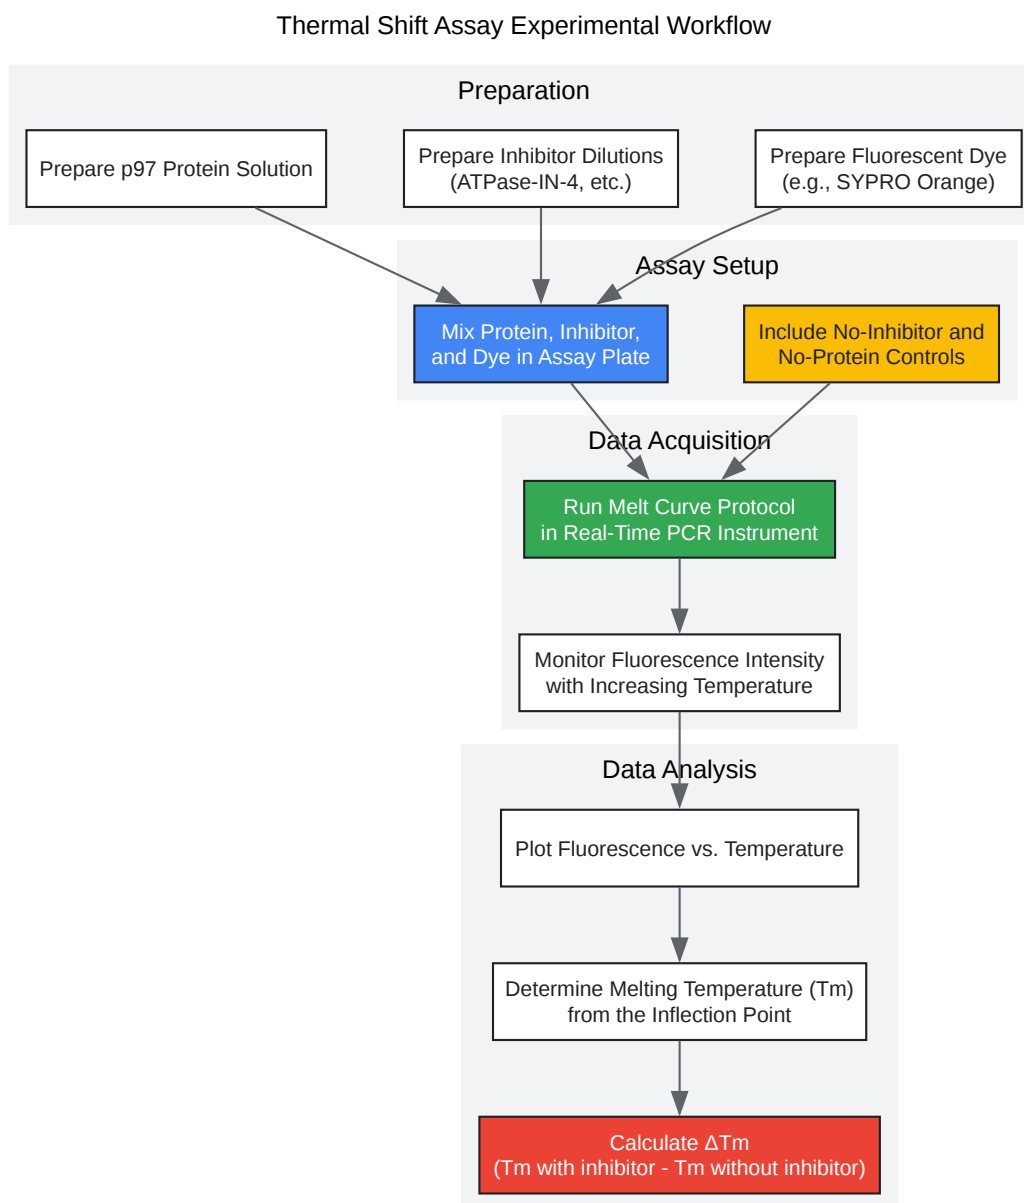 Thermal Shift Assay Experimental Workflow
Preparation
Prepare p97 Protein Solution
Prepare Inhibitor Dilutions
(ATPase-IN-4, etc.)
Prepare Fluorescent Dye
(e.g., SYPRO Orange)
Assay Setup
Mix Protein, Inhibitor,
and Dye in Assay Plate
Include No-Inhibitor and
No-Protein Controls
Data Acquisition
Run Melt Curve Protocol
in Real-Time PCR Instrument
Monitor Fluorescence Intensity
with Increasing Temperature
Data Analysis
Plot Fluorescence vs. Temperature
Determine Melting Temperature (Tm)
from the Inflection Point
Calculate ΔTm
(Tm with inhibitor - Tm without inhibitor)